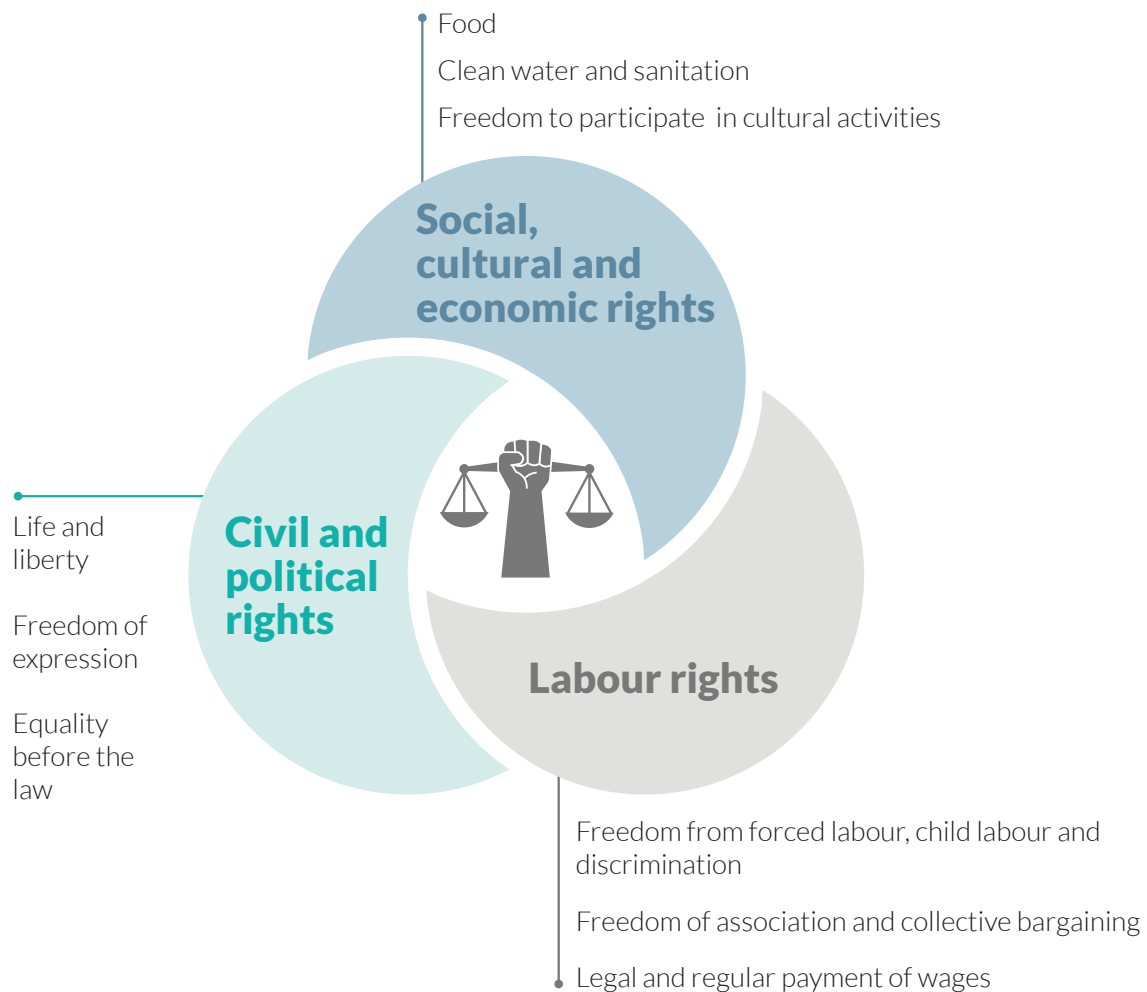 Food
Clean water and sanitation
Freedom to participate  in cultural activities
Social,
cultural and
economic rights
Life and
liberty
Freedom of
expression
Equality
before the
law
Civil and
political
rights
Labour rights
Freedom from forced labour, child labour and
discrimination
Freedom of association and collective bargaining
Legal and regular payment of wages